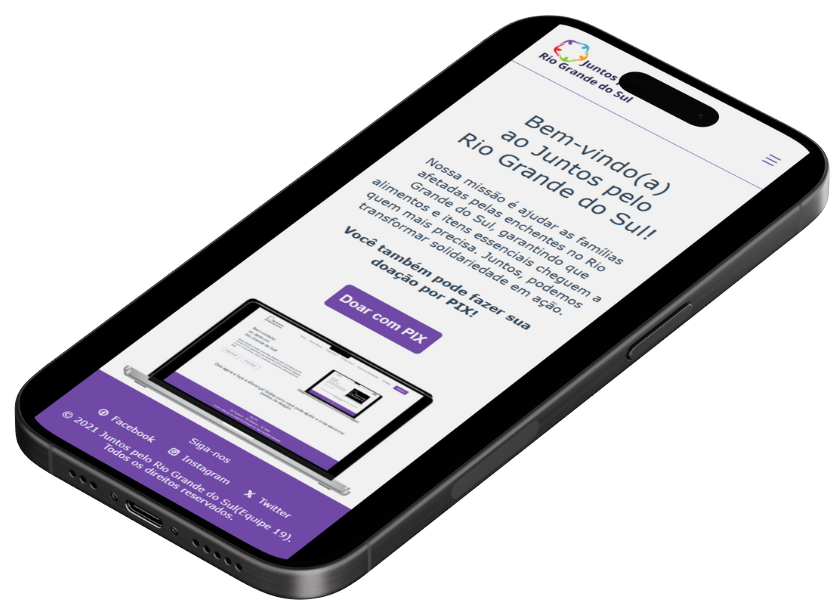 Juntos
Rio Grande do Sul
Bem-vindo(a)
ao Juntos pelo
Rio Grande do Sul!
Nossa missão é ajudar as famílias
afetadas pelas enchentes no Rio
Grande do Sul, garantindo que
alimentos e itens essenciais cheguem a
quem mais precisa. Juntos, podemos
transformar solidariedade em ação.
Você também pode fazer sua
doação por PIX!
Doar com PIX
Siga-nos
Facebook Instagram Twitter
© 2021 Juntos pelo Rio Grande do Sul(Equipe 19).
Todos os direitos reservados.